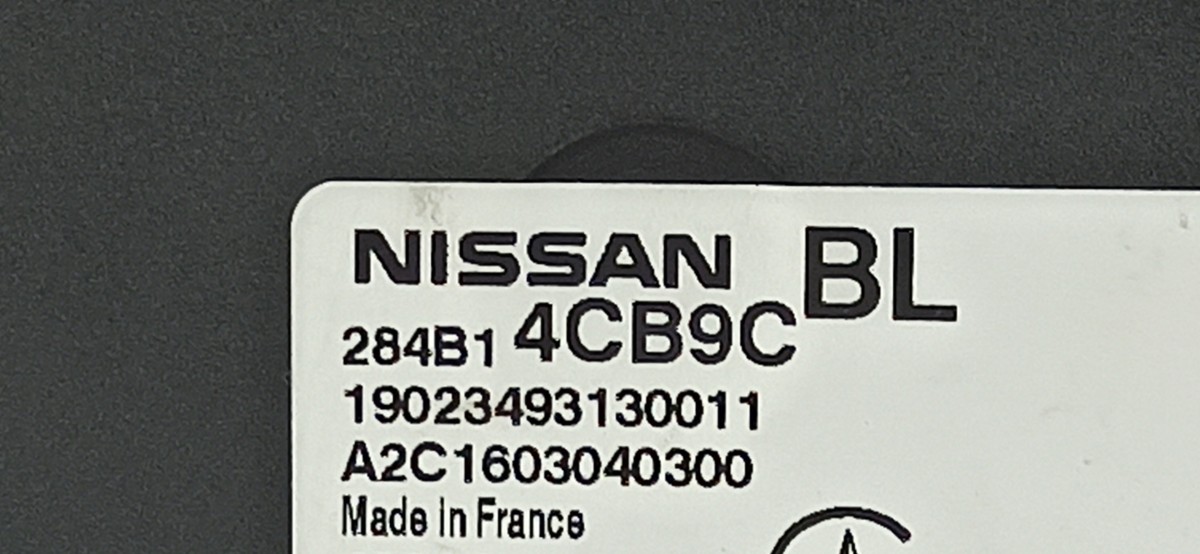 NISSAN BL
284B1 4CB9C
19023493130011
A2C1603040300
Made in France